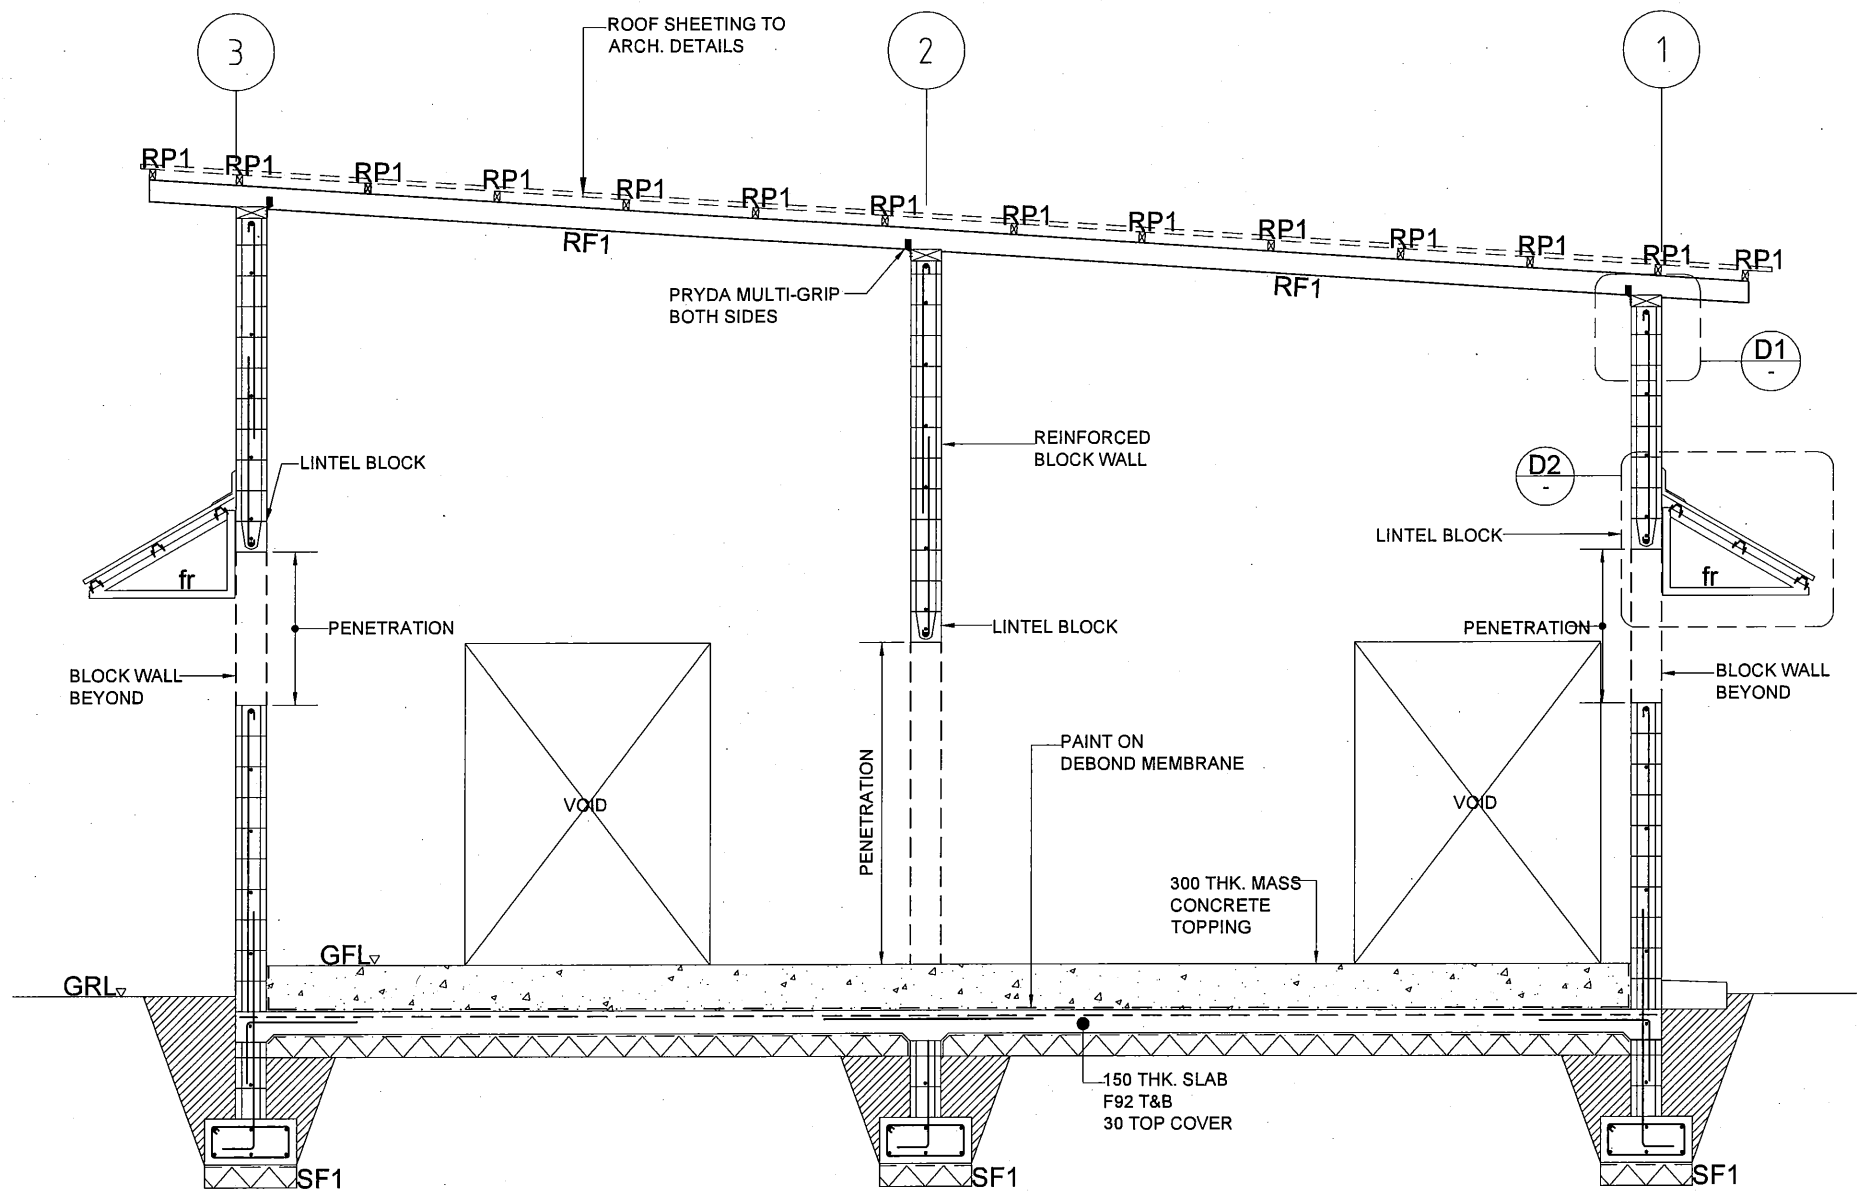 3
2
1
ROOF SHEETING TO
ARCH. DETAILS
RP1
RP1
RP1
RP1
RP1
RP1
RP1
RP1
RP1
RP1
RP1
RP1
RP1
RP1
RF1
RF1
PRYDA MULTI-GRIP
BOTH SIDES
D1
-
REINFORCED
BLOCK WALL
LINTEL BLOCK
D2
-
LINTEL BLOCK
fr
fr
PENETRATION
LINTEL BLOCK
PENETRATION
BLOCK WALL
BEYOND
BLOCK WALL
BEYOND
PAINT ON
DEBOND MEMBRANE
PENETRATION
VOID
VOID
300 THK. MASS
CONCRETE
TOPPING
GFL
GRL
150 THK. SLAB
F92 T&B
30 TOP COVER
SF1
SF1
SF1